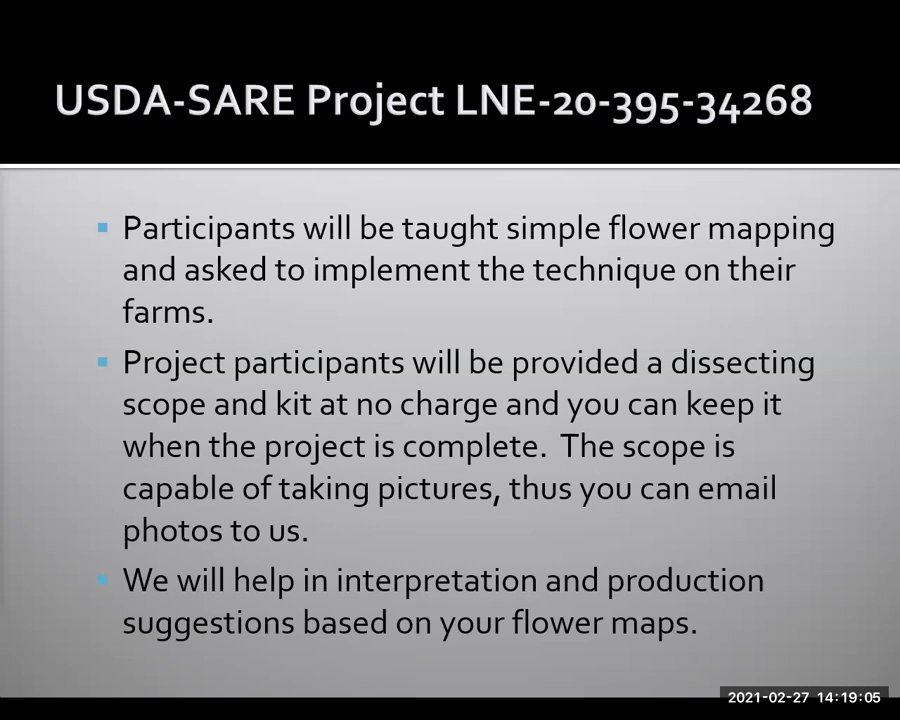 USDA-SARE Project LNE-20-395-34268
▪ Participants will be taught simple flower mapping
and asked to implement the technique on their
farms.
▪ Project participants will be provided a dissecting
scope and kit at no charge and you can keep it
when the project is complete.  The scope is
capable of taking pictures, thus you can email
photos to us.
▪ We will help in interpretation and production
suggestions based on your flower maps.
2021-02-27 14:19:05